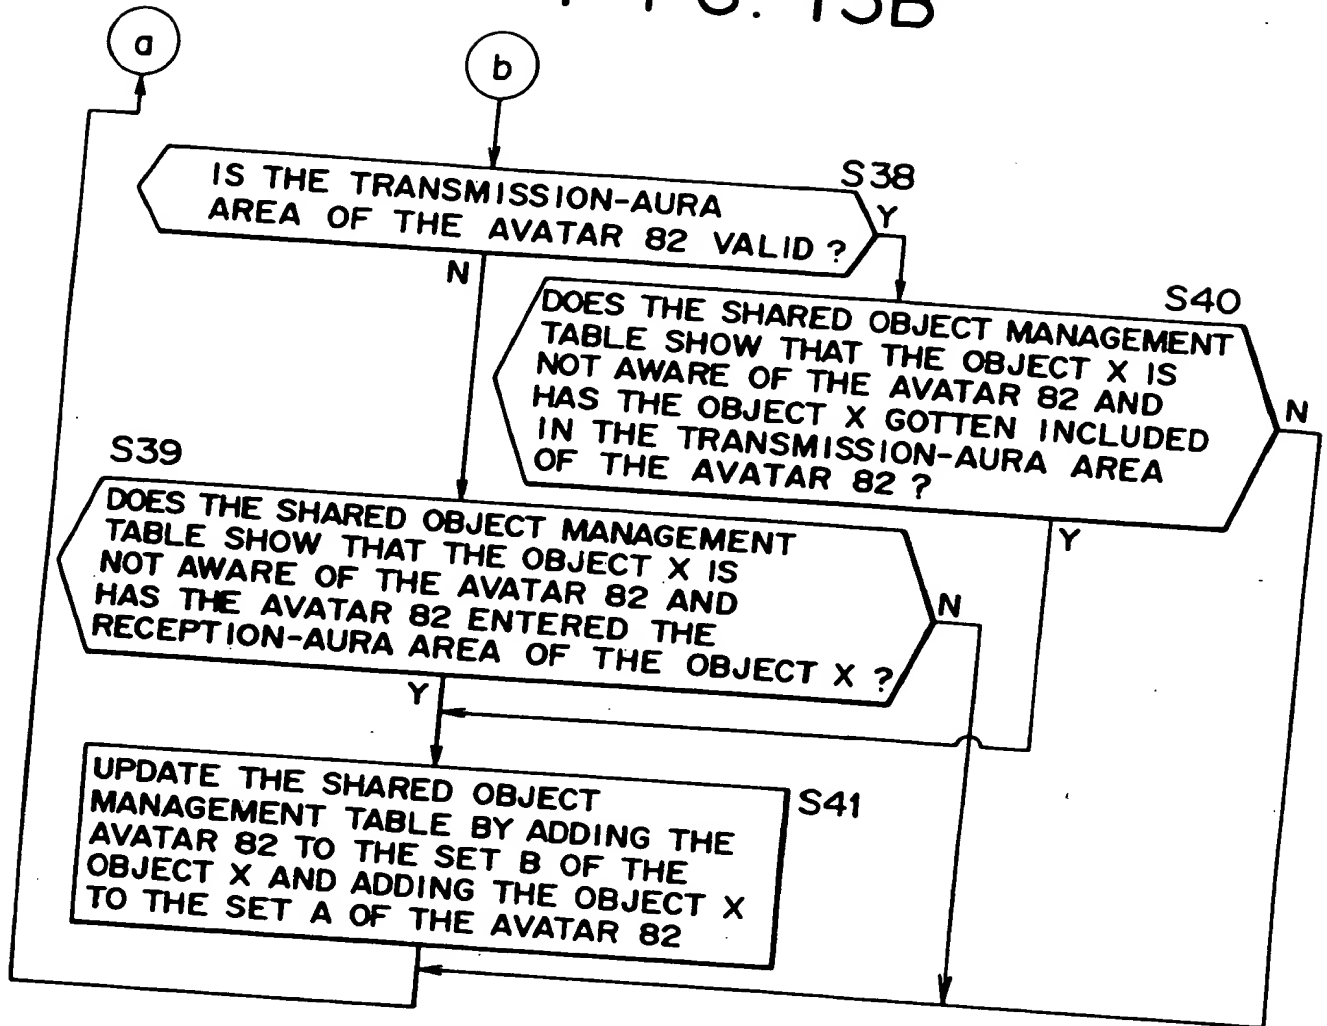 FIG. 15B
a
b
S38
IS THE TRANSMISSION-AURA
AREA OF THE AVATAR 82 VALID ?
Y
N
S40
DOES THE SHARED OBJECT MANAGEMENT
TABLE SHOW THAT THE OBJECT X IS
NOT AWARE OF THE AVATAR 82 AND
HAS THE OBJECT X GOTTEN INCLUDED
IN THE TRANSMISSION-AURA AREA
OF THE AVATAR 82 ?
N
Y
S39
DOES THE SHARED OBJECT MANAGEMENT
TABLE SHOW THAT THE OBJECT X IS
NOT AWARE OF THE AVATAR 82 AND
HAS THE AVATAR 82 ENTERED THE
RECEPTION-AURA AREA OF THE OBJECT X ?
N
Y
S41
UPDATE THE SHARED OBJECT
MANAGEMENT TABLE BY ADDING THE
AVATAR 82 TO THE SET B OF THE
OBJECT X AND ADDING THE OBJECT X
TO THE SET A OF THE AVATAR 82